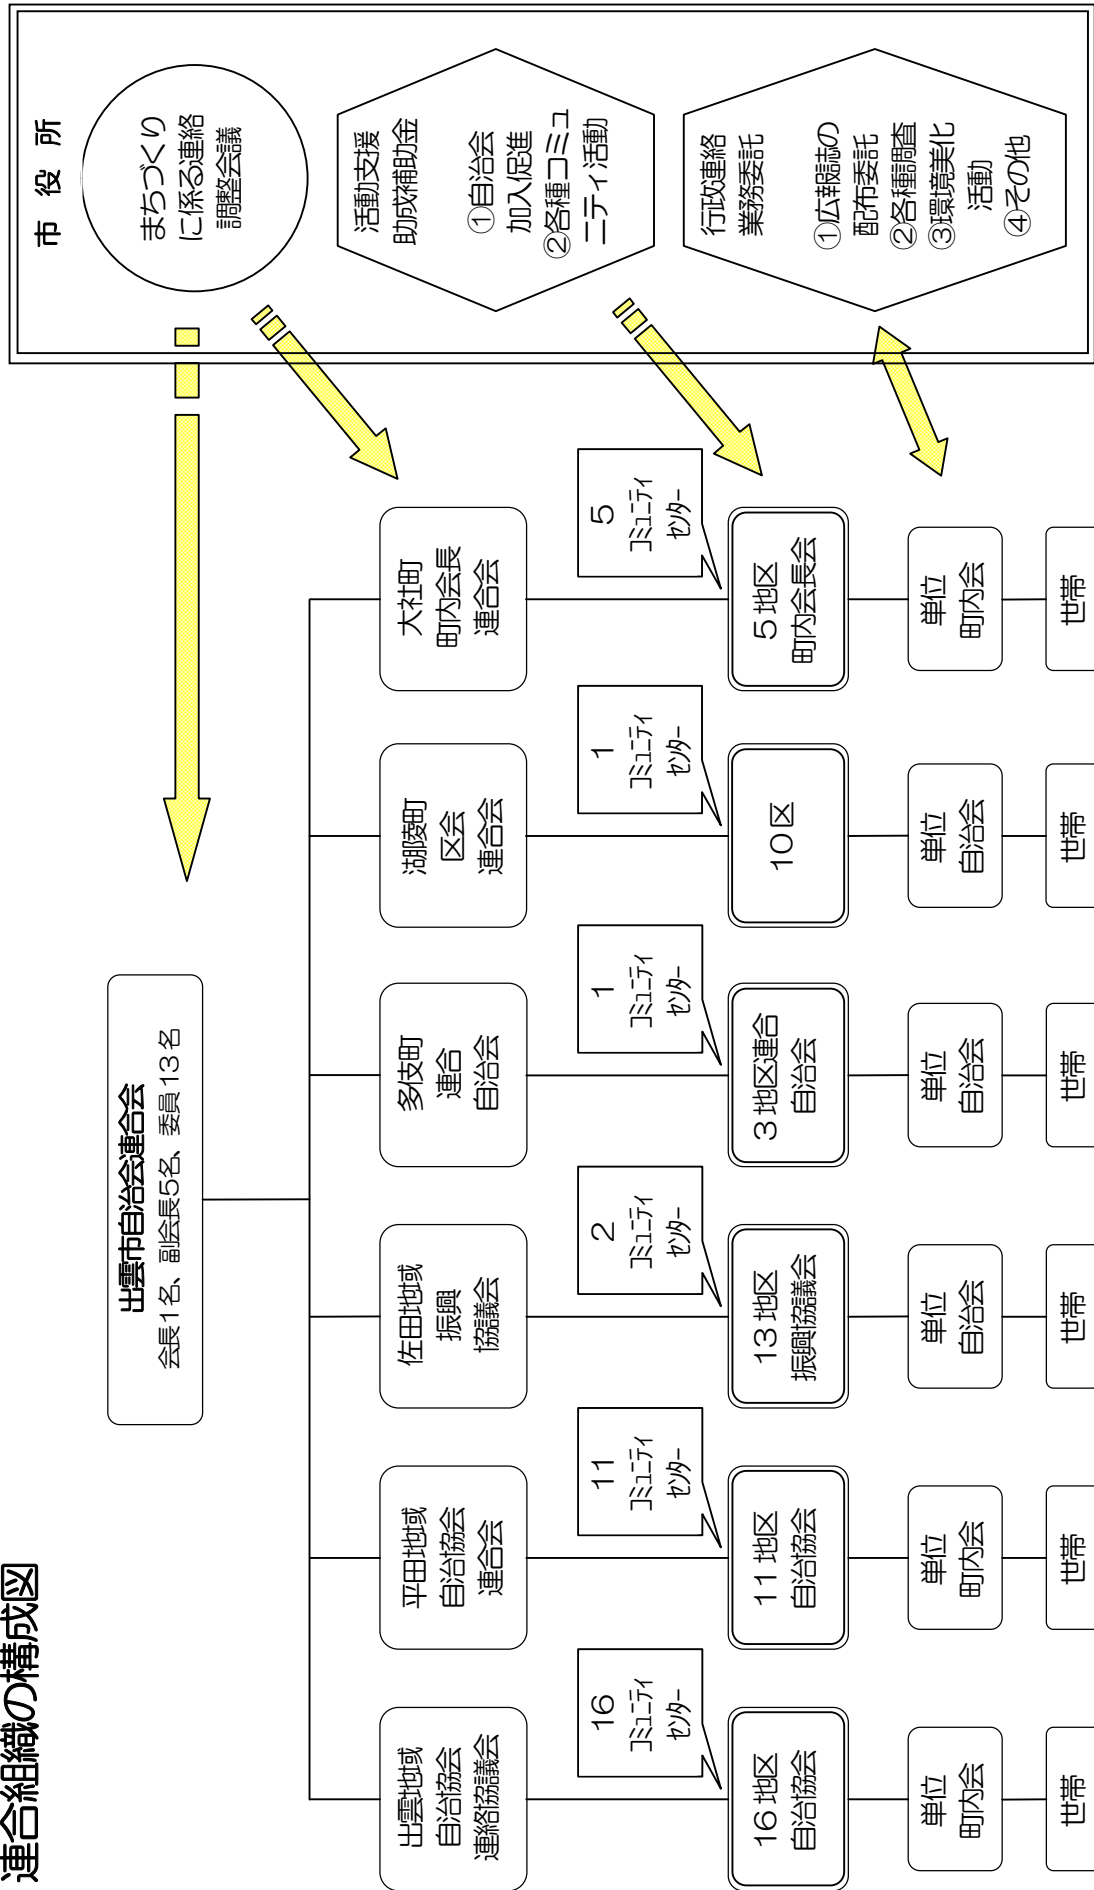 連合組織の構成図
出雲市自治会連合会
会長1名、副会長5名、委員13名
市役所
まちづくり
に係る連絡
調整会議
活動支援
助成補助金
①自治会
加入促進
②各種コミュ
ニティ活動
行政連絡
業務委託
①広報誌の
配布委託
②各種調査
③環境美化
活動
④その他
出雲地域
自治協会
連絡協議会
平田地域
自治協会
連合会
佐田地域
振興
協議会
多伎町
連合
自治会
湖陵町
区会
連合会
大社町
町内会長
連合会
16
コミュニティ
センター
11
コミュニティ
センター
2
コミュニティ
センター
1
コミュニティ
センター
1
コミュニティ
センター
5
コミュニティ
センター
16地区
自治協会
11地区
自治協会
13地区
振興協議会
3地区連合
自治会
10区
5地区
町内会長会
単位
町内会
単位
町内会
単位
自治会
単位
自治会
単位
自治会
単位
町内会
世帯
世帯
世帯
世帯
世帯
世帯